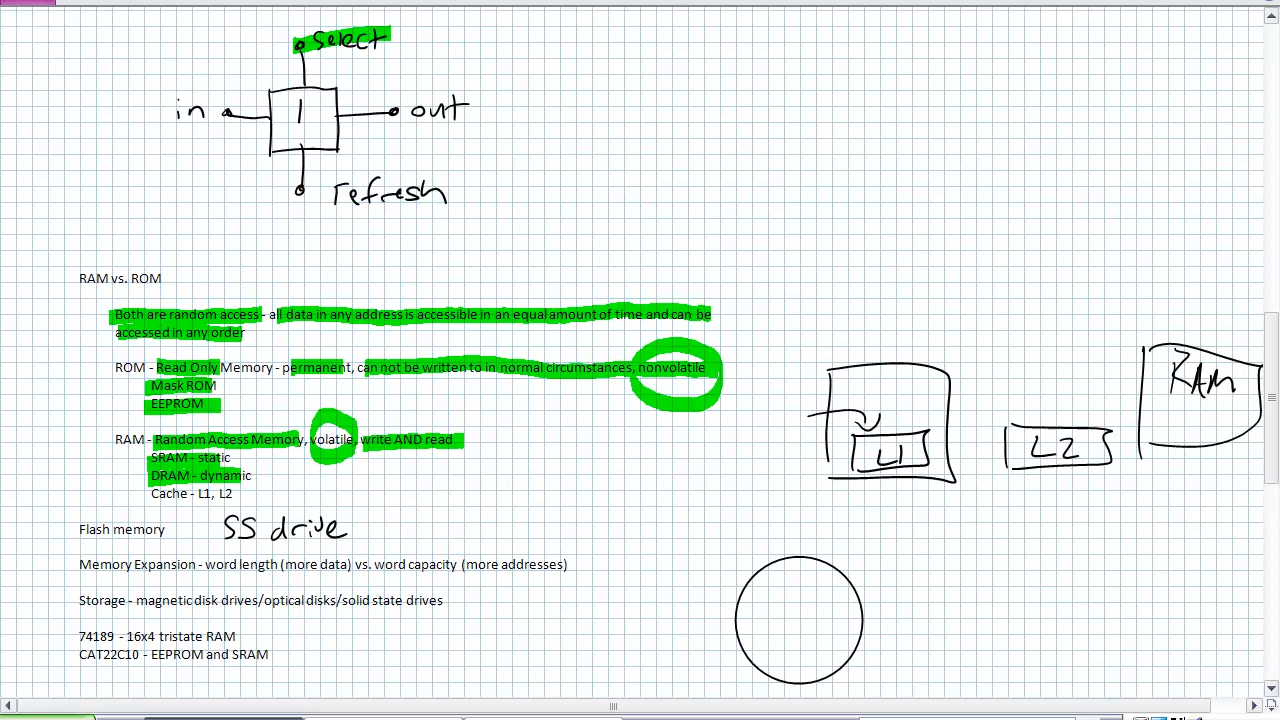 Select
in
1
out
refresh
RAM vs. ROM
Both are random access - all data in any address is accessible in an equal amount of time and can be
accessed in any order
ROM - Read Only Memory - permanent, can not be written to in normal circumstances, nonvolatile
Mask ROM
EEPROM
RAM - Random Access Memory, volatile, write AND read
SRAM - static
DRAM - dynamic
Cache - L1, L2
RAM
L1
L2
Flash memory
SS drive
Memory Expansion - word length (more data) vs. word capacity (more addresses)
Storage - magnetic disk drives/optical disks/solid state drives
74189 - 16x4 tristate RAM
CAT22C10 - EEPROM and SRAM